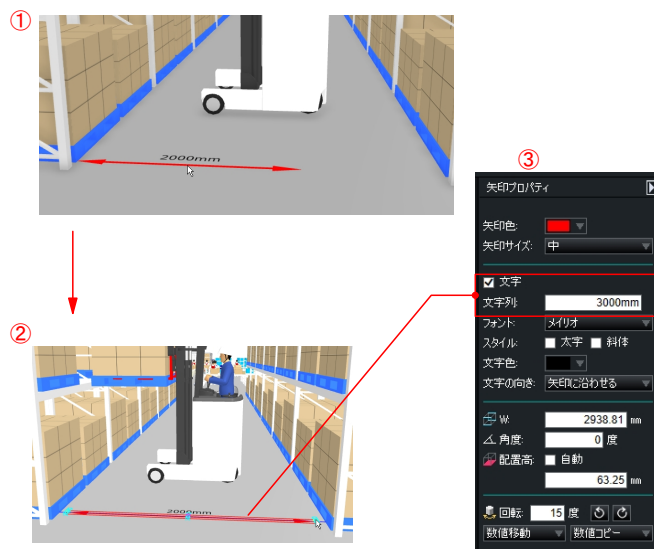 ①
2000mm
②
2000mm
③
矢印プロパティ
矢印色:
矢印サイズ: 中
文字
文字列: 3000mm
フォント: メイリオ
スタイル: 太字 斜体
文字色:
文字の向き: 矢印に沿わせる
W: 2938.81 mm
角度: 0 度
配置高: 自動
63.25 mm
回転: 15 度
数値移動 数値コピー